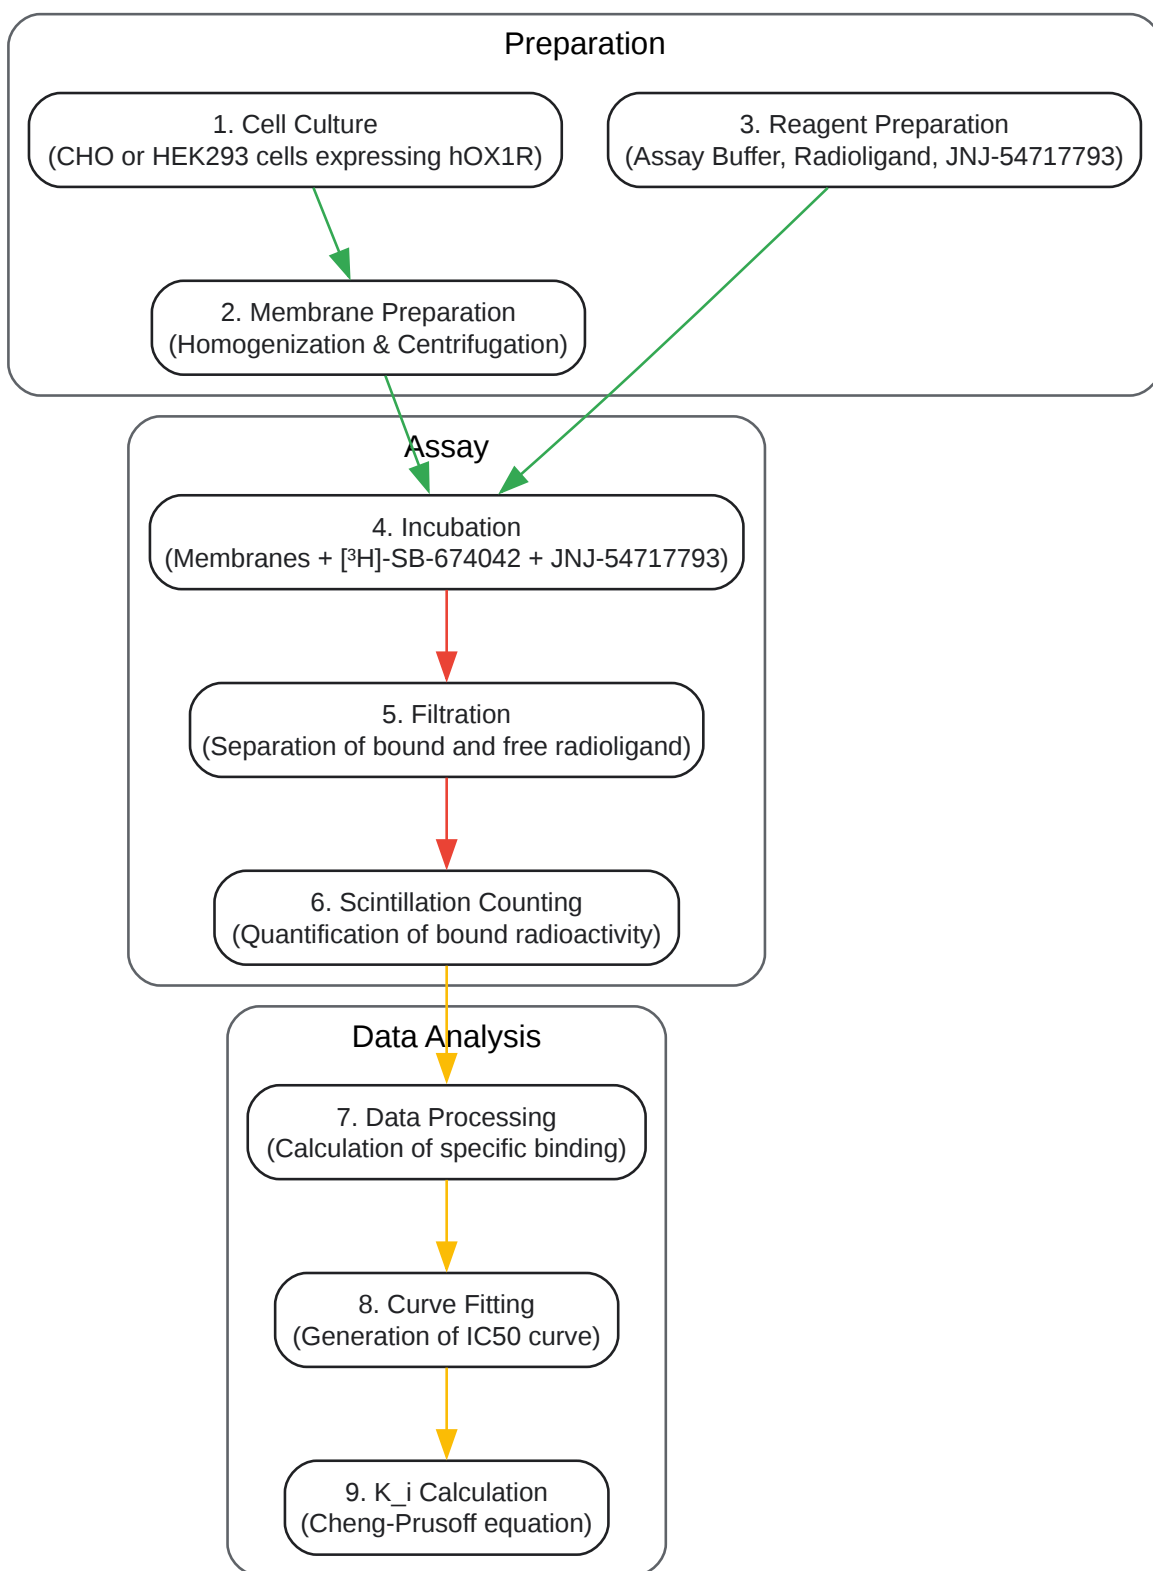 Preparation
1. Cell Culture
(CHO or HEK293 cells expressing hOX1R)
3. Reagent Preparation
(Assay Buffer, Radioligand, JNJ-54717793)
2. Membrane Preparation
(Homogenization & Centrifugation)
Assay
4. Incubation
(Membranes + [³H]-SB-674042 + JNJ-54717793)
5. Filtration
(Separation of bound and free radioligand)
6. Scintillation Counting
(Quantification of bound radioactivity)
Data Analysis
7. Data Processing
(Calculation of specific binding)
8. Curve Fitting
(Generation of IC50 curve)
9. K_i Calculation
(Cheng-Prusoff equation)